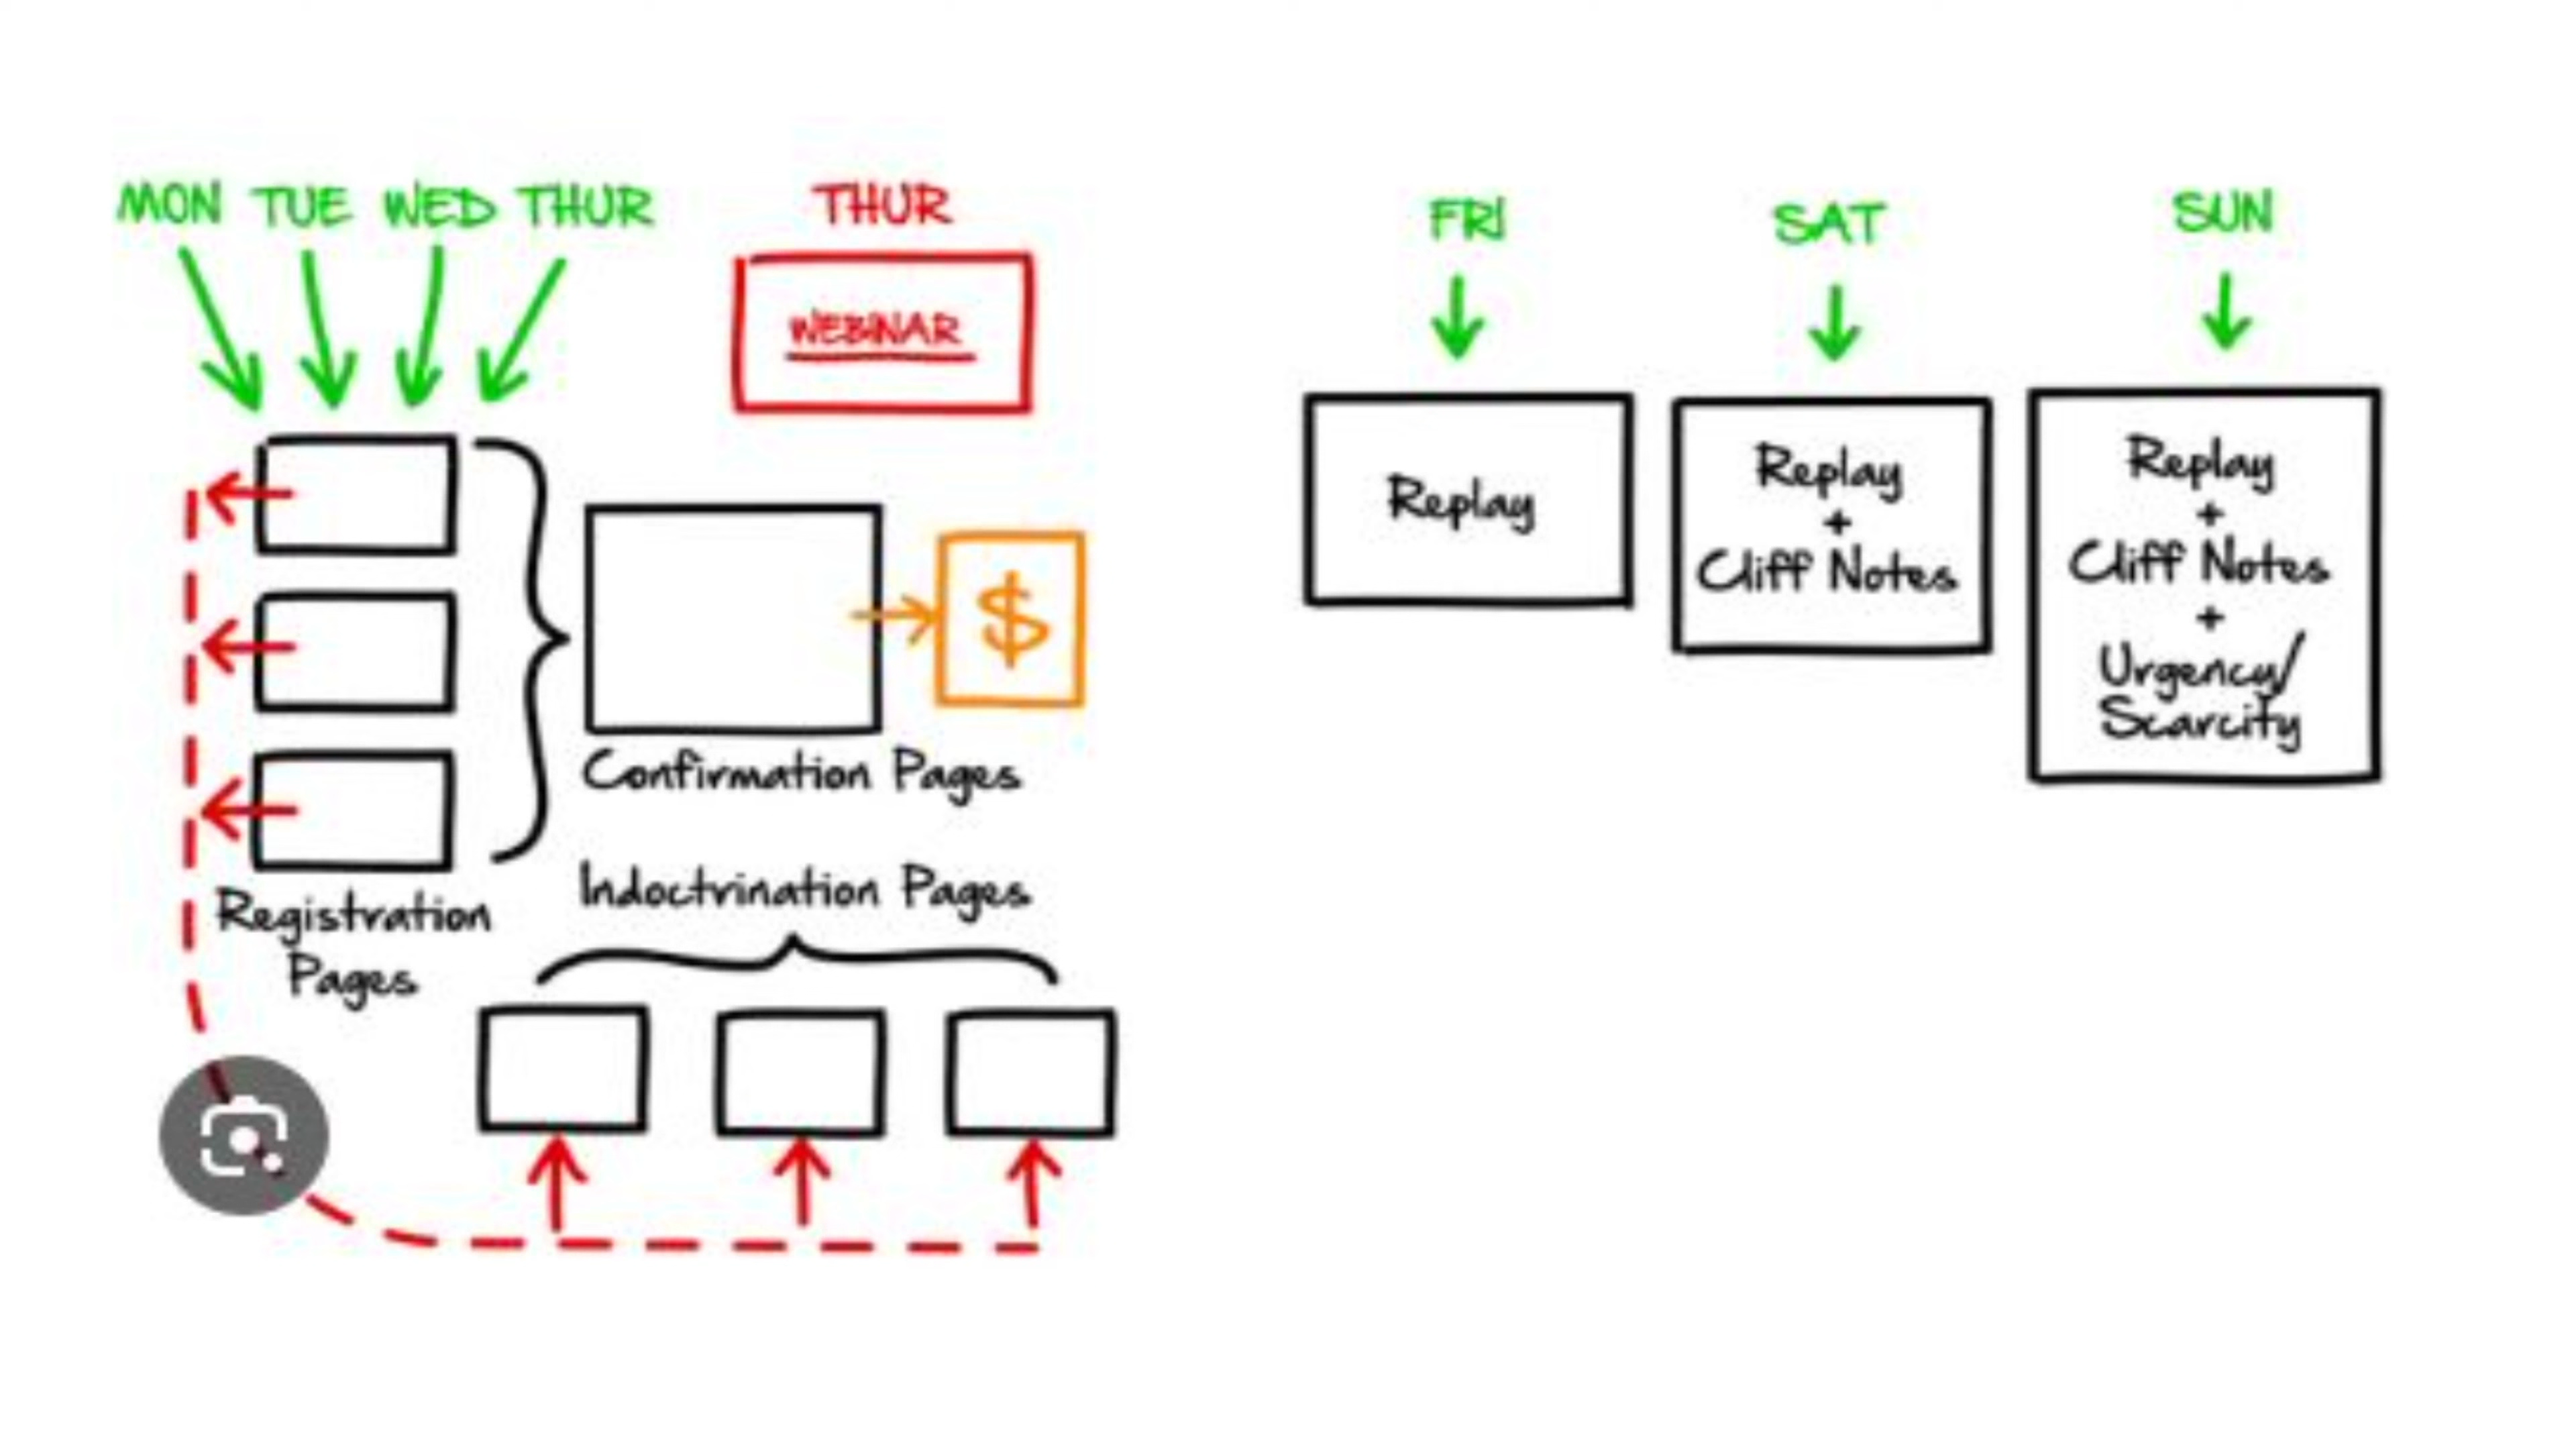 MON TUE WED THUR
THUR
WEBINAR
$
Confirmation Pages
Registration
Pages
Indoctrination Pages
FRI
Replay
SAT
Replay
+
Cliff Notes
SUN
Replay
+
Cliff Notes
+
Urgency/
Scarcity